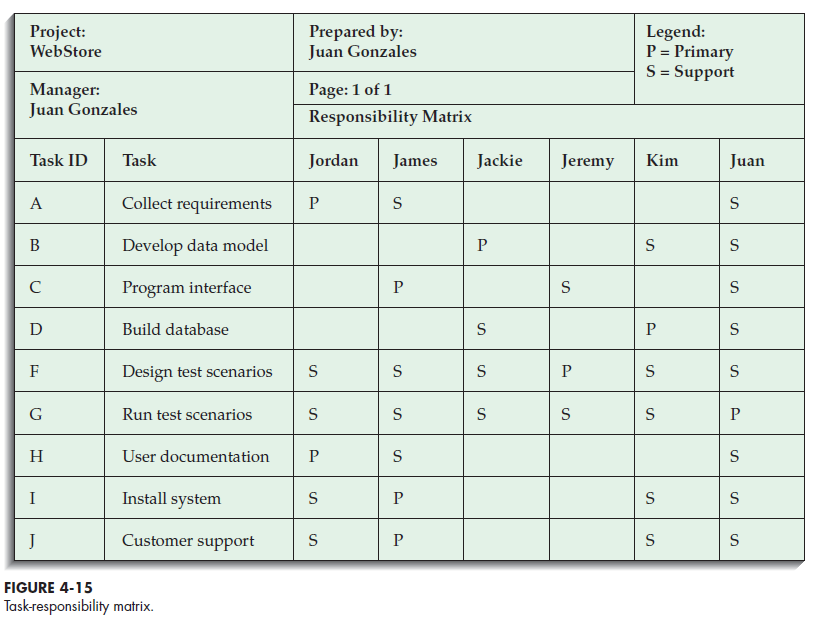 Project:
WebStore
Prepared by:
Juan Gonzales
Legend:
P = Primary
S = Support
Manager:
Juan Gonzales
Page: 1 of 1
Responsibility Matrix
Task ID Task Jordan James Jackie Jeremy Kim Juan
A Collect requirements P S S
B Develop data model P S S
C Program interface P S S
D Build database S P S
F Design test scenarios S S S P S S
G Run test scenarios S S S S S P
H User documentation P S S
I Install system S P S S
J Customer support S P S S
FIGURE 4-15
Task-responsibility matrix.